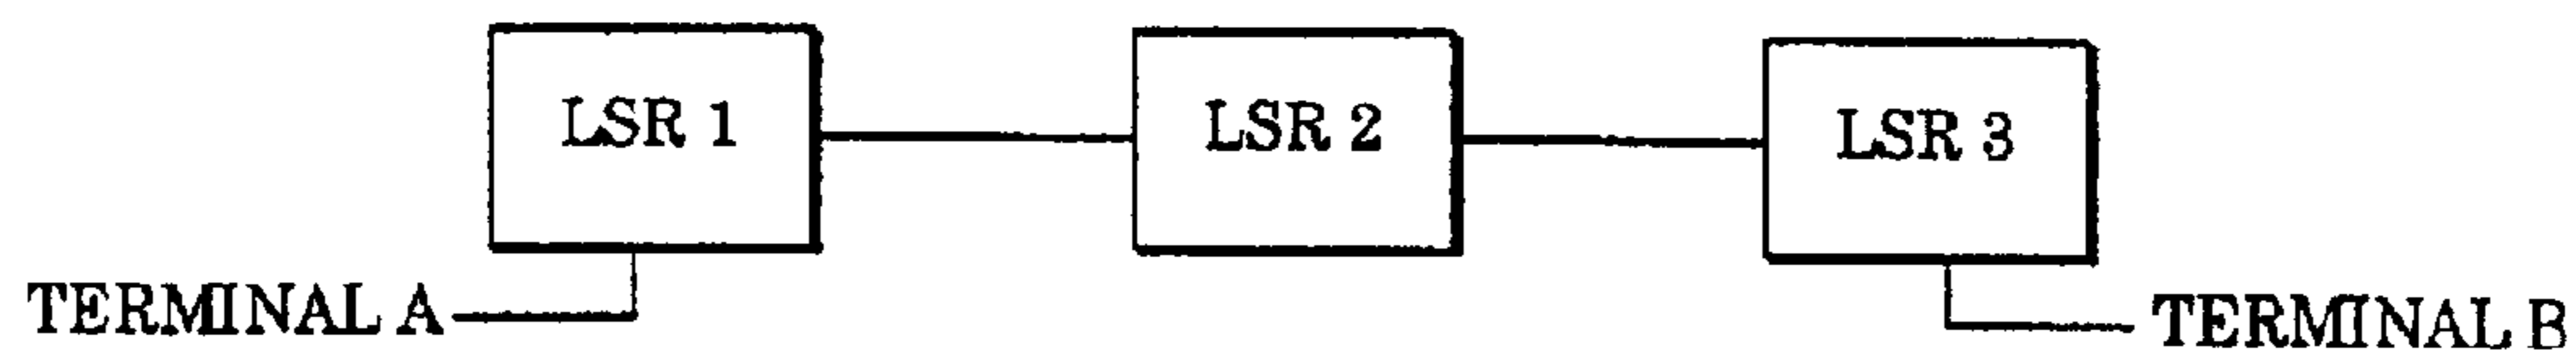 LSR 1
LSR 2
LSR 3
TERMINAL A
TERMINAL B